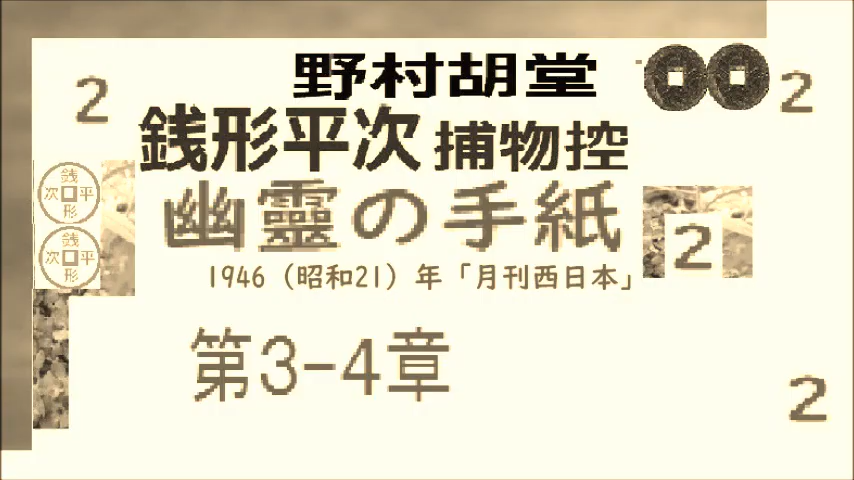 野村胡堂
2
2
銭形平次 捕物控
銭形平次
幽靈の手紙
2
銭形平次
1946（昭和21）年「月刊西日本」
第3-4章
2